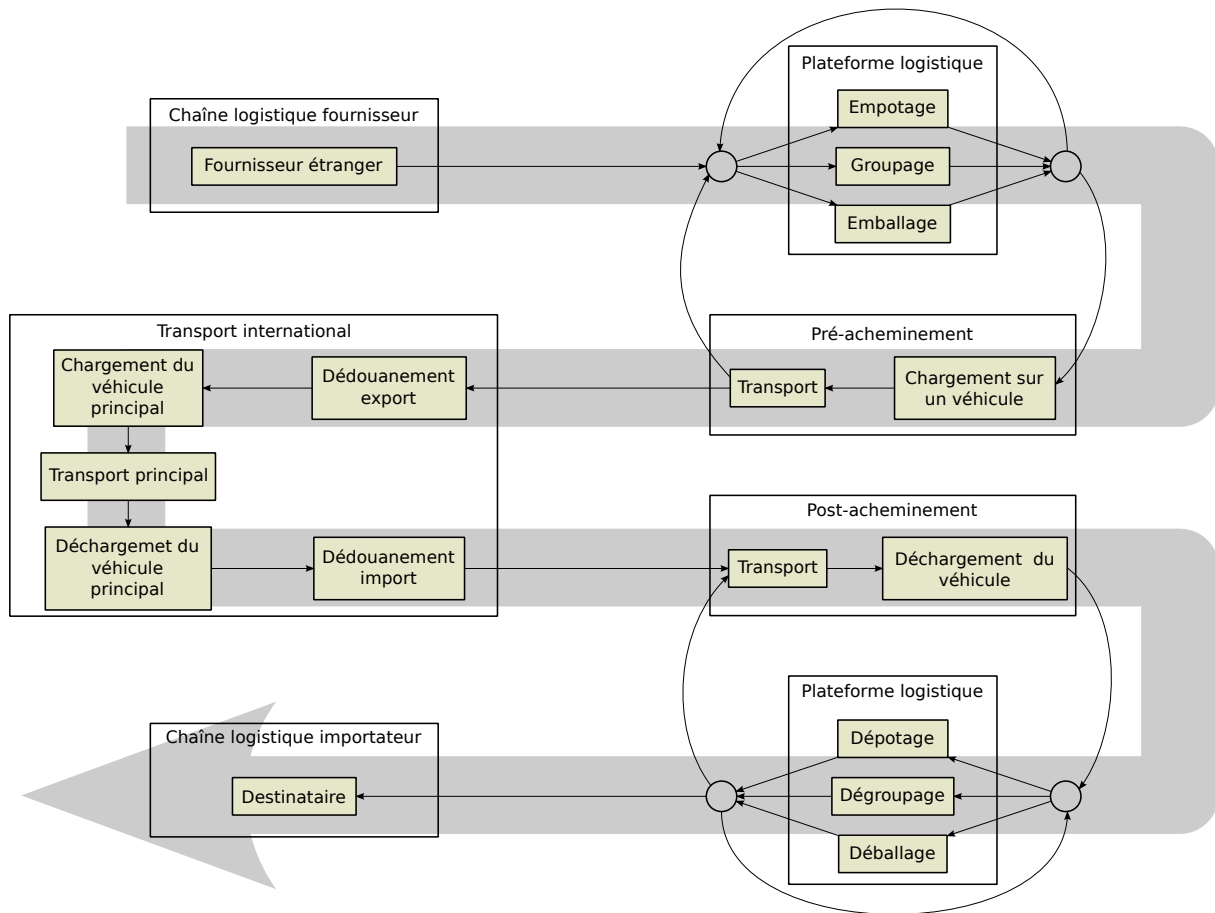 Plateforme logistique
Chaîne logistique fournisseur
Empotage
Fournisseur étranger
Groupage
Emballage
Transport international
Pré-acheminement
Chargement du
véhicule
principal
Dédouanement
export
Transport
Chargement sur
un véhicule
Transport principal
Post-acheminement
Déchargemet du
véhicule
principal
Dédouanement
import
Transport
Déchargement du
véhicule
Plateforme logistique
Chaîne logistique importateur
Dépotage
Destinataire
Dégroupage
Déballage